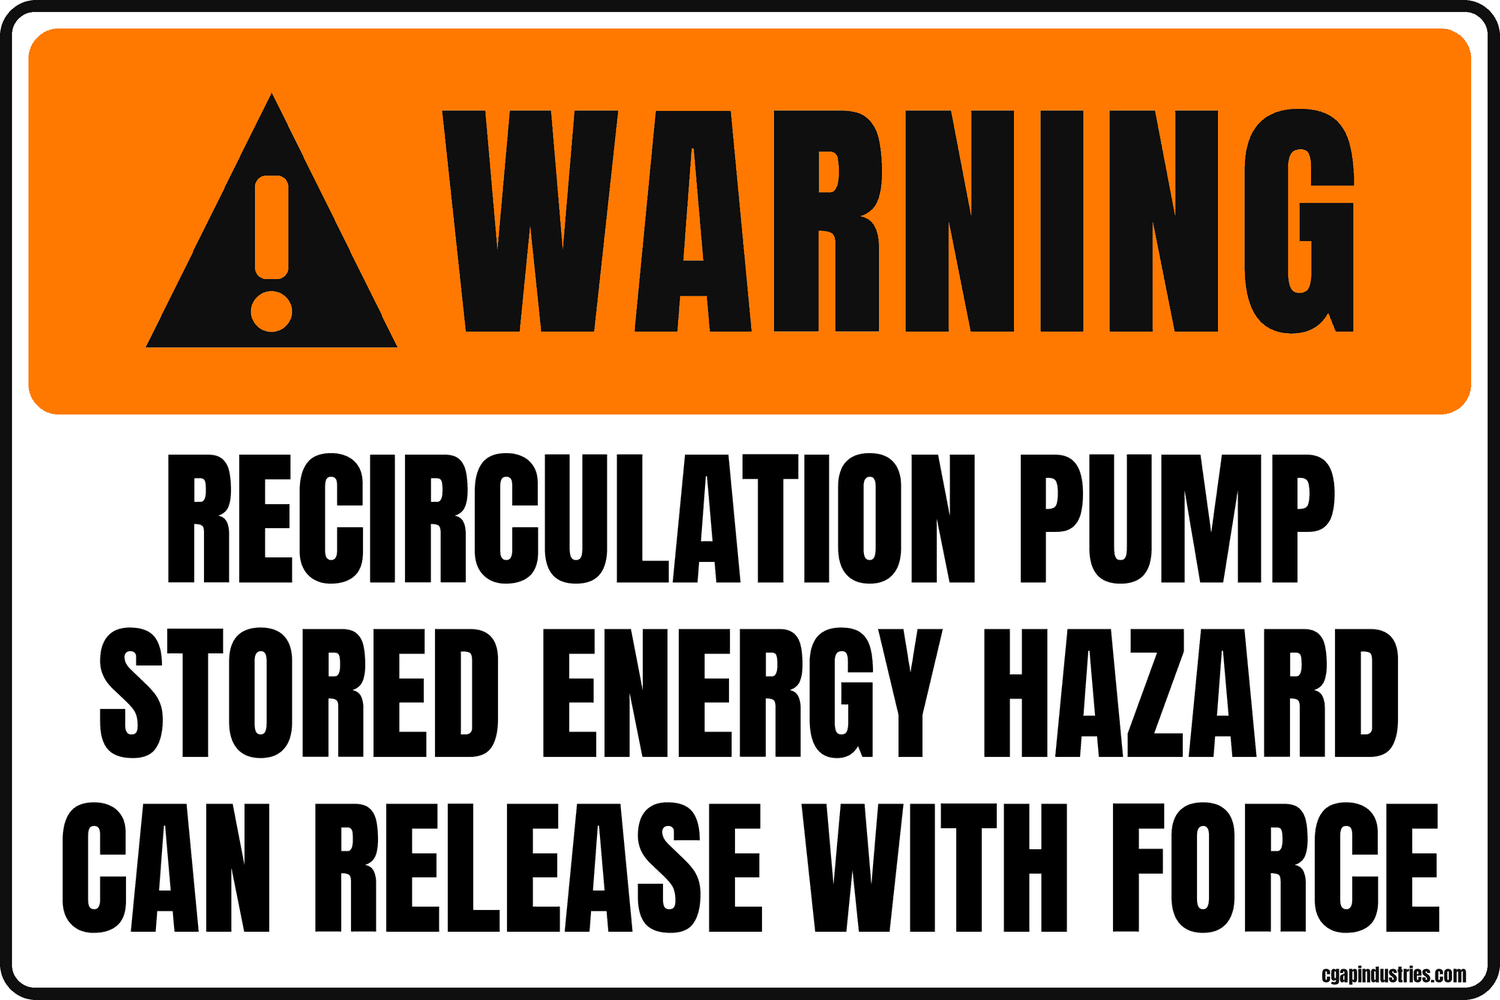 WARNING
RECIRCULATION PUMP
STORED ENERGY HAZARD
CAN RELEASE WITH FORCE
cgapindustries.com